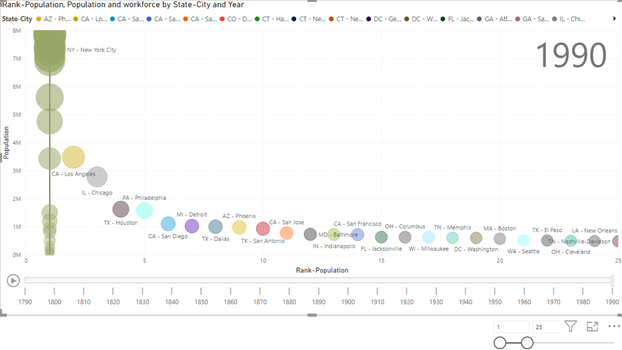 Rank-Population, Population and workforce by State-City and Year
State-City AZ - Ph... CA - Lo... CA - Sa... CA - Sa... CA - Sa... CO - D... CT - Ha... CT - Ne... CT - Ne... DC - Ge... DC - W... FL - Jac... GA - Atl... GA - Sa... IL - Chi...
1990
8M
7M
6M
5M
4M
3M
2M
1M
0M
Population
NY - New York City
CA - Los Angeles
IL - Chicago
PA - Philadelphia
TX - Houston
CA - San Diego
MI - Detroit
TX - Dallas
AZ - Phoenix
TX - San Antonio
CA - San Jose
MD - Baltimore
IN - Indianapolis
CA - San Francisco
FL - Jacksonville
OH - Columbus
WI - Milwaukee
TN - Memphis
DC - Washington
MA - Boston
WA - Seattle
TX - El Paso
TN - Nashville-Davidson
OH - Cleveland
LA - New Orleans
0 5 10 15 20 25
Rank-Population
1790 1800 1810 1820 1830 1840 1850 1860 1870 1880 1890 1900 1910 1920 1930 1940 1950 1960 1970 1980 1990
1 25